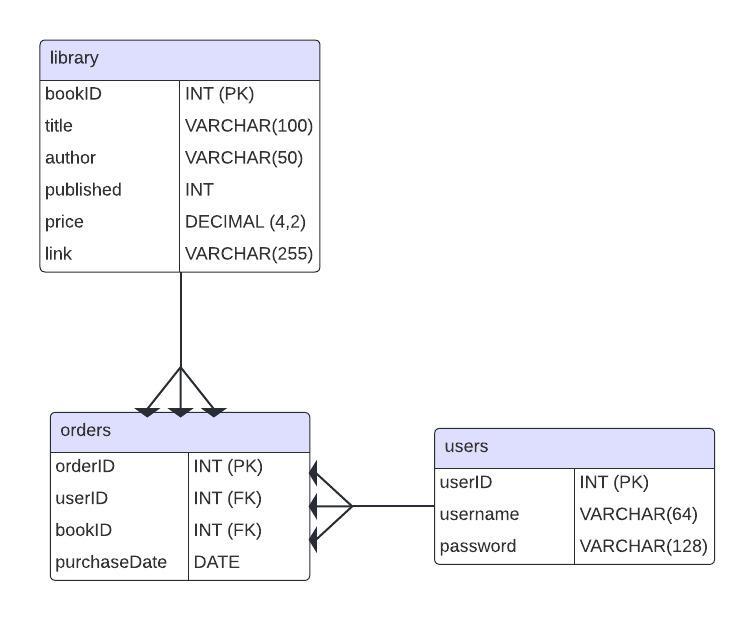 library
bookID INT (PK)
title VARCHAR(100)
author VARCHAR(50)
published INT
price DECIMAL (4,2)
link VARCHAR(255)
orders
orderID INT (PK)
userID INT (FK)
bookID INT (FK)
purchaseDate DATE
users
userID INT (PK)
username VARCHAR(64)
password VARCHAR(128)